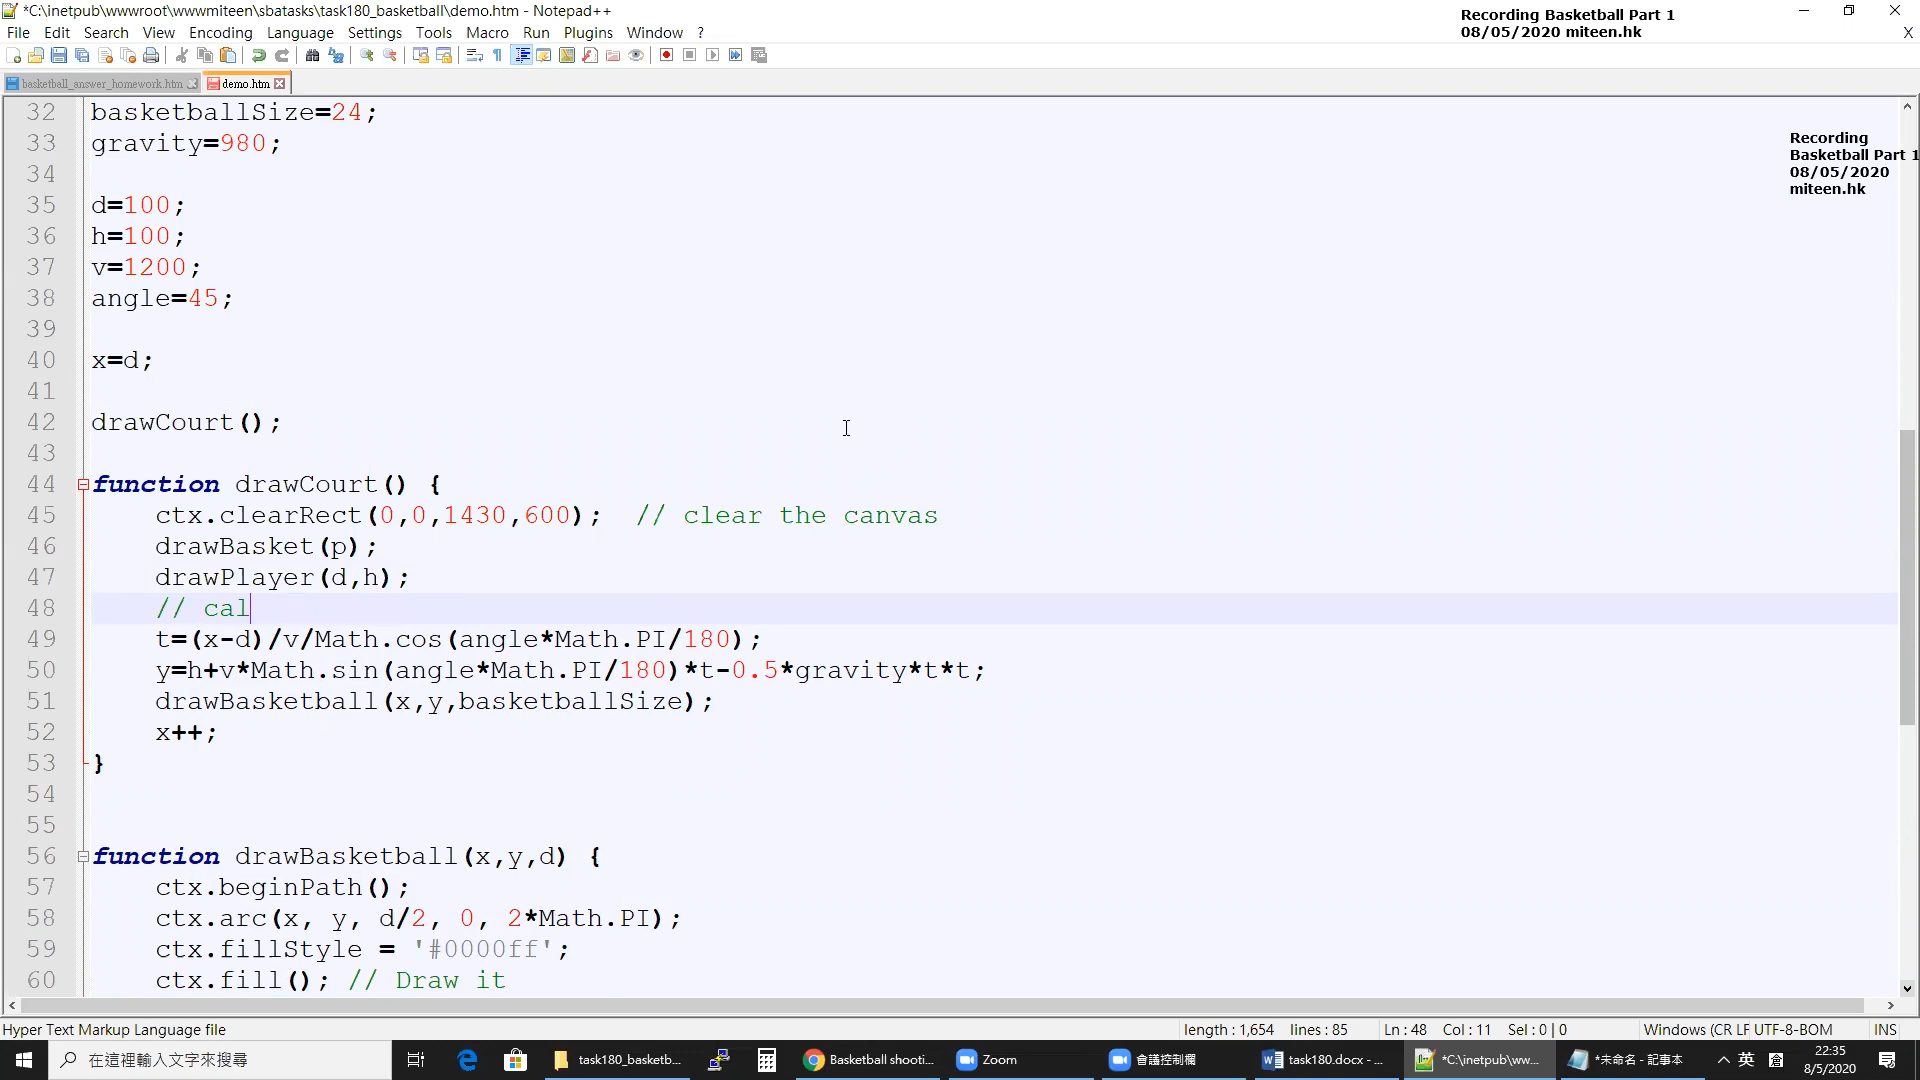 *C:\inetpub\wwwroot\wwwmiteen\sbatasks\task180_basketball\demo.htm - Notepad++
Recording Basketball Part 1
08/05/2020 miteen.hk
File Edit Search View Encoding Language Settings Tools Macro Run Plugins Window ? X
basketball_answer_homework.htm demo.htm
32 basketballSize=24;
33 gravity=980;
34
35 d=100;
36 h=100;
37 v=1200;
38 angle=45;
39
40 x=d;
41
42 drawCourt();
43
44 function drawCourt() {
45 ctx.clearRect(0,0,1430,600); // clear the canvas
46 drawBasket(p);
47 drawPlayer(d,h);
48 // cal
49 t=(x-d)/v/Math.cos(angle*Math.PI/180);
50 y=h+v*Math.sin(angle*Math.PI/180)*t-0.5*gravity*t*t;
51 drawBasketball(x,y,basketballSize);
52 x++;
53 }
54
55
56 function drawBasketball(x,y,d) {
57 ctx.beginPath();
58 ctx.arc(x, y, d/2, 0, 2*Math.PI);
59 ctx.fillStyle = '#0000ff';
60 ctx.fill(); // Draw it
Recording
Basketball Part 1
08/05/2020
miteen.hk
Hyper Text Markup Language file length : 1,654 lines : 85 Ln : 48 Col : 11 Sel : 0 | 0 Windows (CR LF UTF-8-BOM INS
在這裡輸入文字來搜尋 task180_basketb... Basketball shooti... Zoom 會議控制欄 task180.docx - ... *C:\inetpub\ww... *未命名 - 記事本 英 倉 22:35
8/5/2020